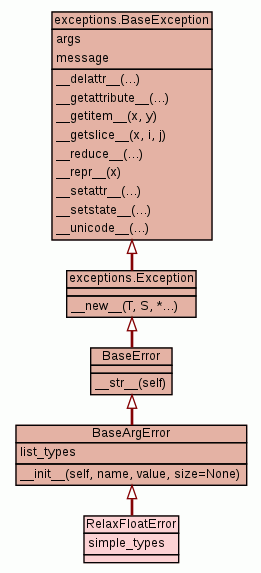 exceptions.BaseException
args
message
__delattr__(...)
__getattribute__(...)
__getitem__(x, y)
__getslice__(x, i, j)
__reduce__(...)
__repr__(x)
__setattr__(...)
__setstate__(...)
__unicode__(...)
exceptions.Exception
__new__(T, S, *...)
BaseError
__str__(self)
BaseArgError
list_types
__init__(self, name, value, size=None)
RelaxFloatError
simple_types